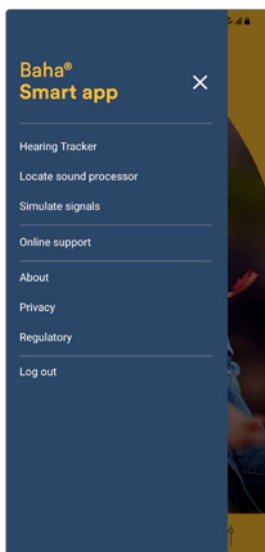 Baha®
Smart app
Hearing Tracker
Locate sound processor
Simulate signals
Online support
About
Privacy
Regulatory
Log out